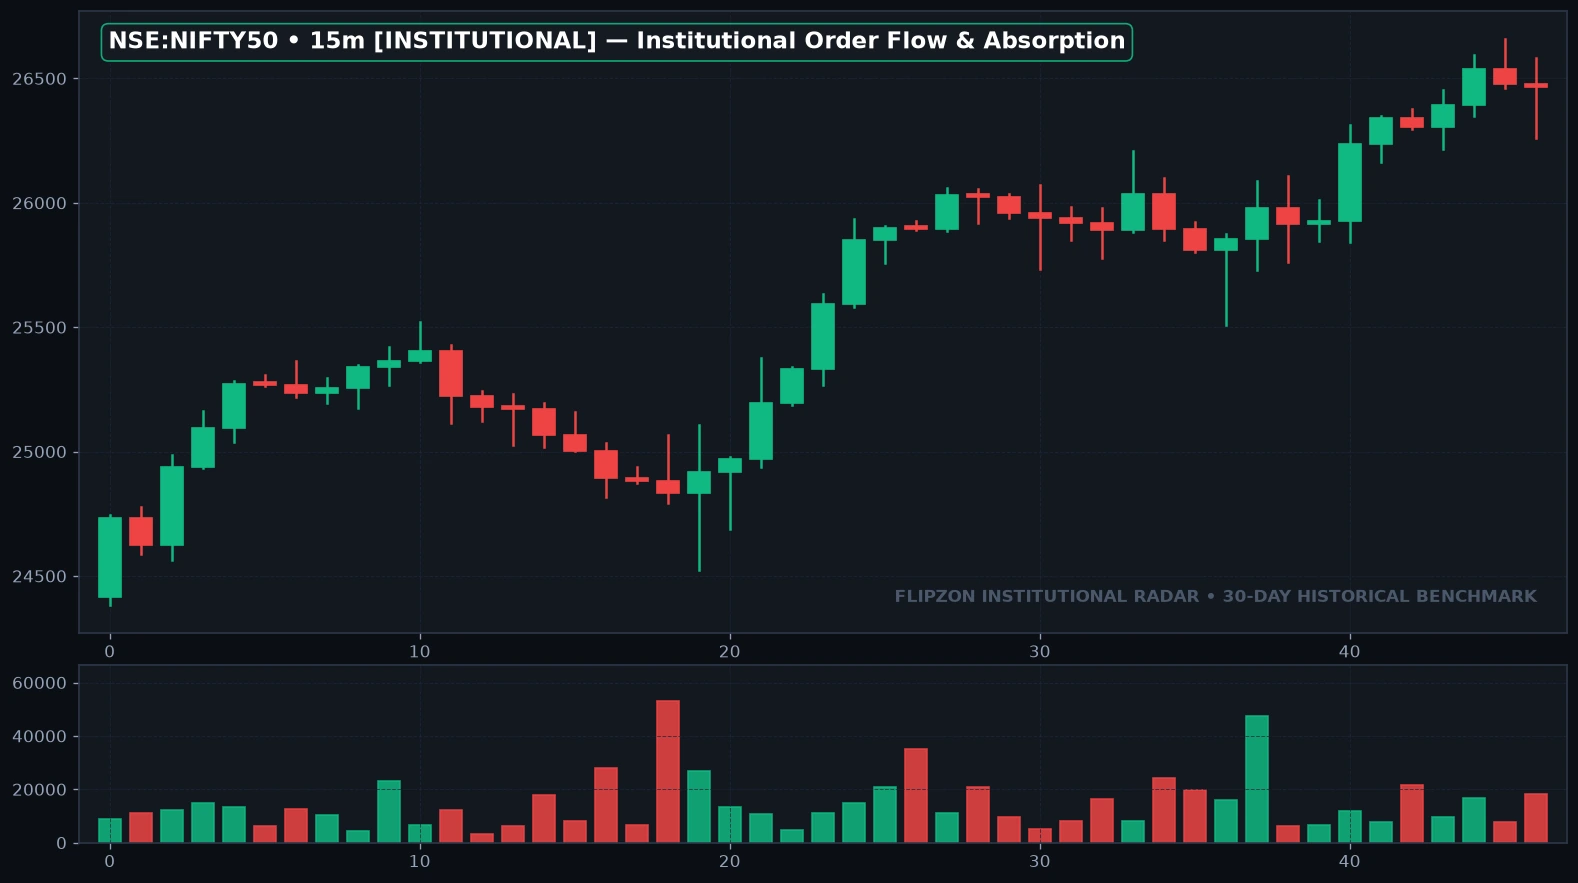 NSE:NIFTY50 • 15m [INSTITUTIONAL] — Institutional Order Flow & Absorption
26500
26000
25500
25000
24500
FLIPZON INSTITUTIONAL RADAR • 30-DAY HISTORICAL BENCHMARK
0 10 20 30 40
60000
40000
20000
0
0 10 20 30 40